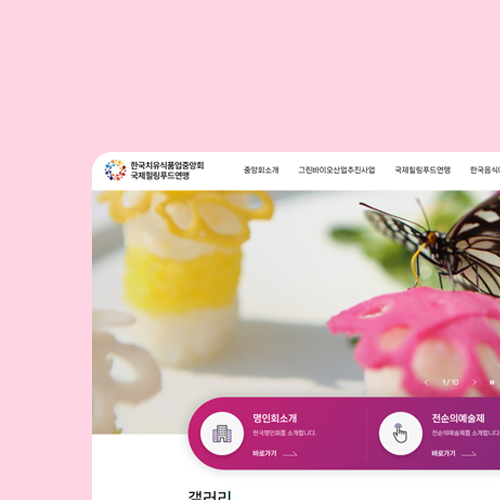 한국치유식품업중앙회
국제힐링푸드연맹
중앙회소개 그린바이오산업추진사업 국제힐링푸드연맹 한국음식
1 / 10
명인회소개
한국명인회를 소개합니다.
바로가기
전순의예술제
전순의예술제를 소개합니다
바로가기
갤러리